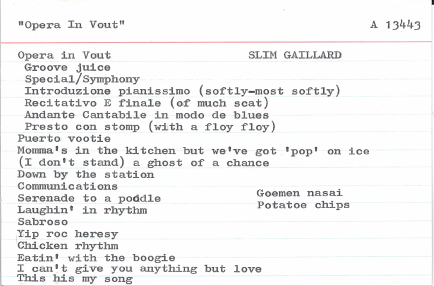 "Opera In Vout" A 13443
Opera in Vout SLIM GAILLARD
Groove juice
Special/Symphony
Introduzione pianissimo (softly-most softly)
Recitativo E finale (of much scat)
Andante Cantabile in modo de blues
Presto con stomp (with a floy floy)
Puerto vootie
Momma's in the kitchen but we've got 'pop' on ice
(I don't stand) a ghost of a chance
Down by the station
Communications
Serenade to a poddle Goemen nasai
Laughin' in rhythm Potatoe chips
Sabroso
Yip roc heresy
Chicken rhythm
Eatin' with the boogie
I can't give you anything but love
This his my song